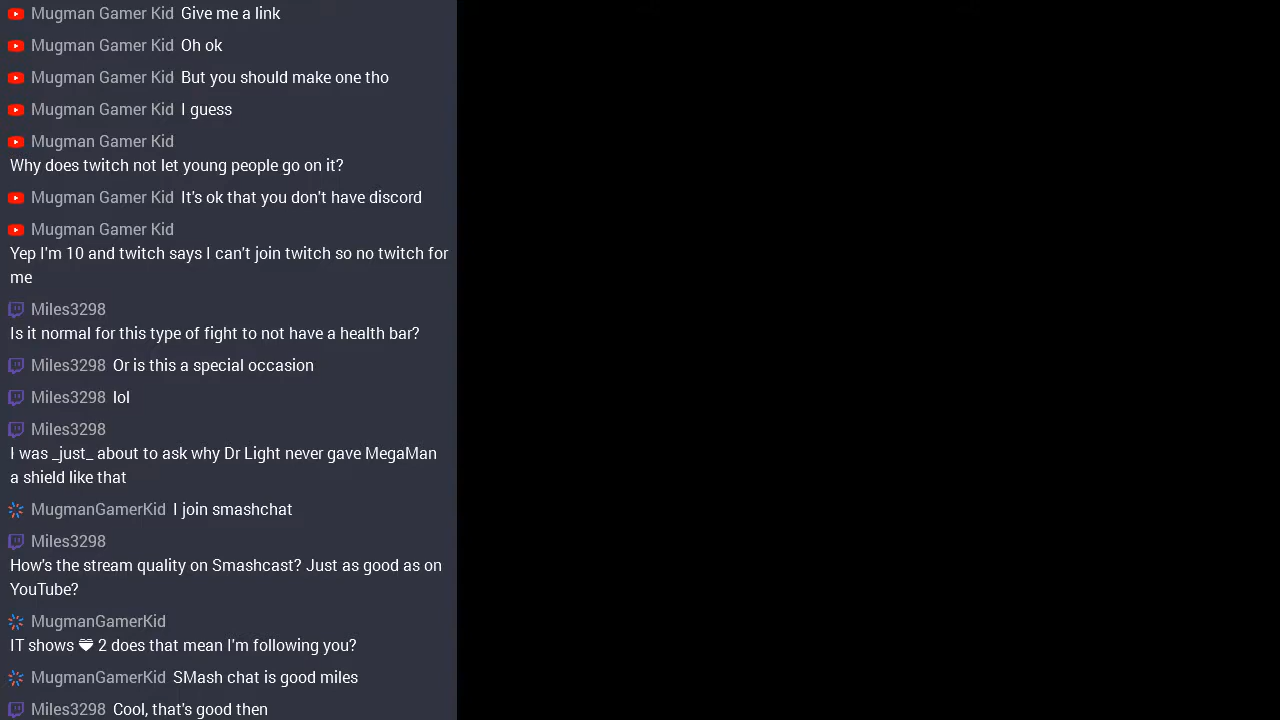 Mugman Gamer Kid Give me a link
Mugman Gamer Kid Oh ok
Mugman Gamer Kid But you should make one tho
Mugman Gamer Kid I guess
Mugman Gamer Kid
Why does twitch not let young people go on it?
Mugman Gamer Kid It's ok that you don't have discord
Mugman Gamer Kid
Yep I'm 10 and twitch says I can't join twitch so no twitch for
me
Miles3298
Is it normal for this type of fight to not have a health bar?
Miles3298 Or is this a special occasion
Miles3298 lol
Miles3298
I was _just_ about to ask why Dr Light never gave MegaMan
a shield like that
MugmanGamerKid I join smashchat
Miles3298
How's the stream quality on Smashcast? Just as good as on
YouTube?
MugmanGamerKid
IT shows 2 does that mean I'm following you?
MugmanGamerKid SMash chat is good miles
Miles3298 Cool, that's good then